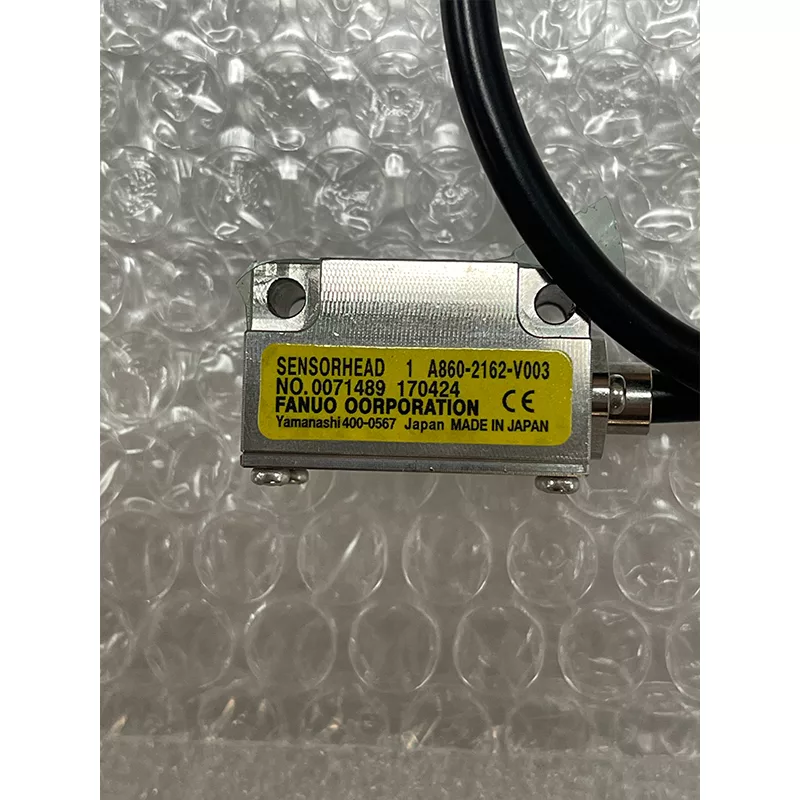 SENSORHEAD 1 A860-2162-V003
NO.0071489 170424
FANUO OORPORATION CE
Yamanashi 400-0567 Japan MADE IN JAPAN